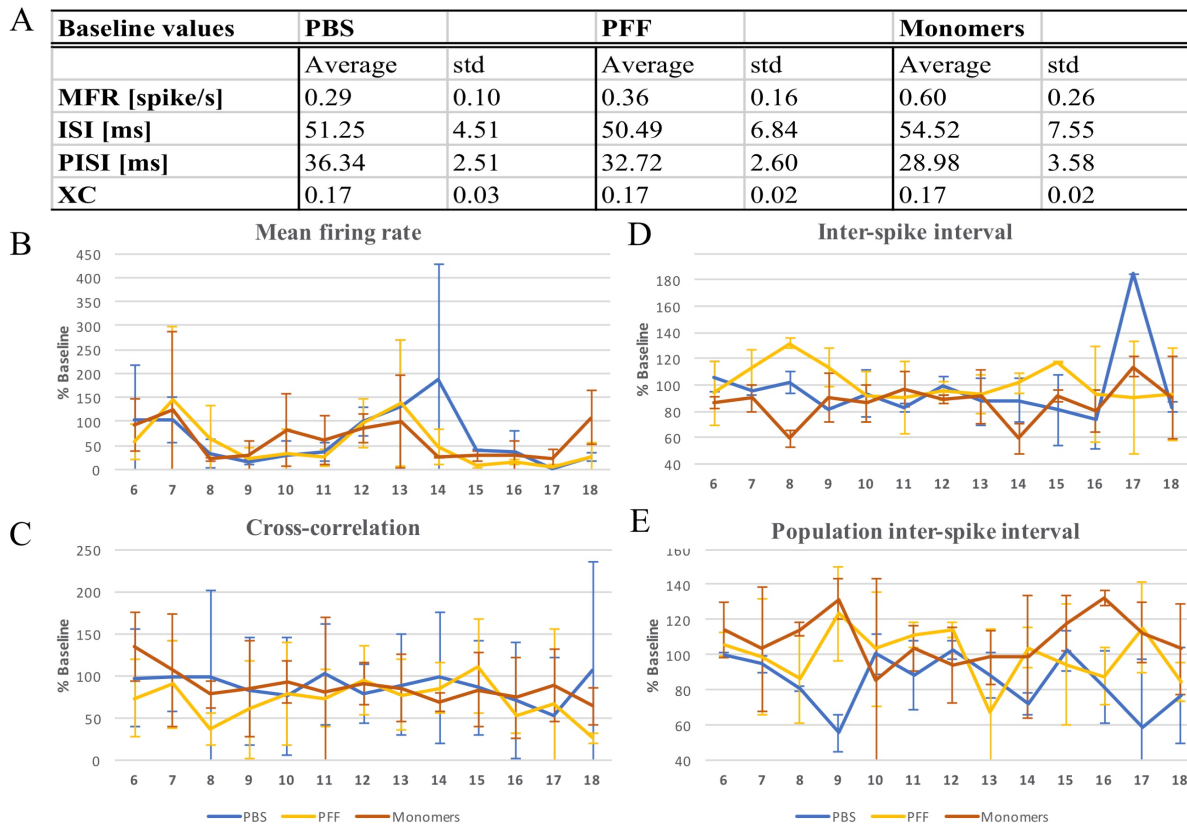 A
Baseline values PBS PFF Monomers
Average std Average std Average std
MFR [spike/s] 0.29 0.10 0.36 0.16 0.60 0.26
ISI [ms] 51.25 4.51 50.49 6.84 54.52 7.55
PISI [ms] 36.34 2.51 32.72 2.60 28.98 3.58
XC 0.17 0.03 0.17 0.02 0.17 0.02
B
Mean firing rate
% Baseline
450
400
350
300
250
200
150
100
50
0
6 7 8 9 10 11 12 13 14 15 16 17 18
D
Inter-spike interval
% Baseline
180
160
140
120
100
80
60
40
6 7 8 9 10 11 12 13 14 15 16 17 18
C
Cross-correlation
% Baseline
250
200
150
100
50
0
6 7 8 9 10 11 12 13 14 15 16 17 18
PBS PFF Monomers
E
Population inter-spike interval
% Baseline
160
140
120
100
80
60
40
6 7 8 9 10 11 12 13 14 15 16 17 18
PBS PFF Monomers